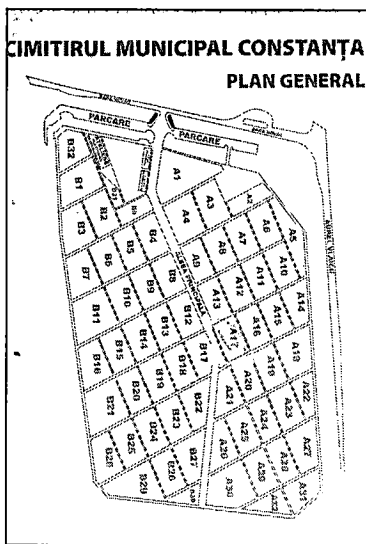 CIMITIRUL MUNICIPAL CONSTANȚA
PLAN GENERAL
PARCARE
PARCARE
B32
B1
B2
B3
B4
B5
B6
B7
B8
B9
B10
B11
B12
B13
B14
B15
B16
B17
B18
B19
B20
B21
B22
B23
B24
B25
B26
B27
B28
B29
A1
A2
A3
A4
A5
A6
A7
A8
A9
A10
A11
A12
A13
A14
A15
A16
A17
A18
A19
A20
A21
A22
A23
A24
A25
A26
A27
A28
A29
A30
A31